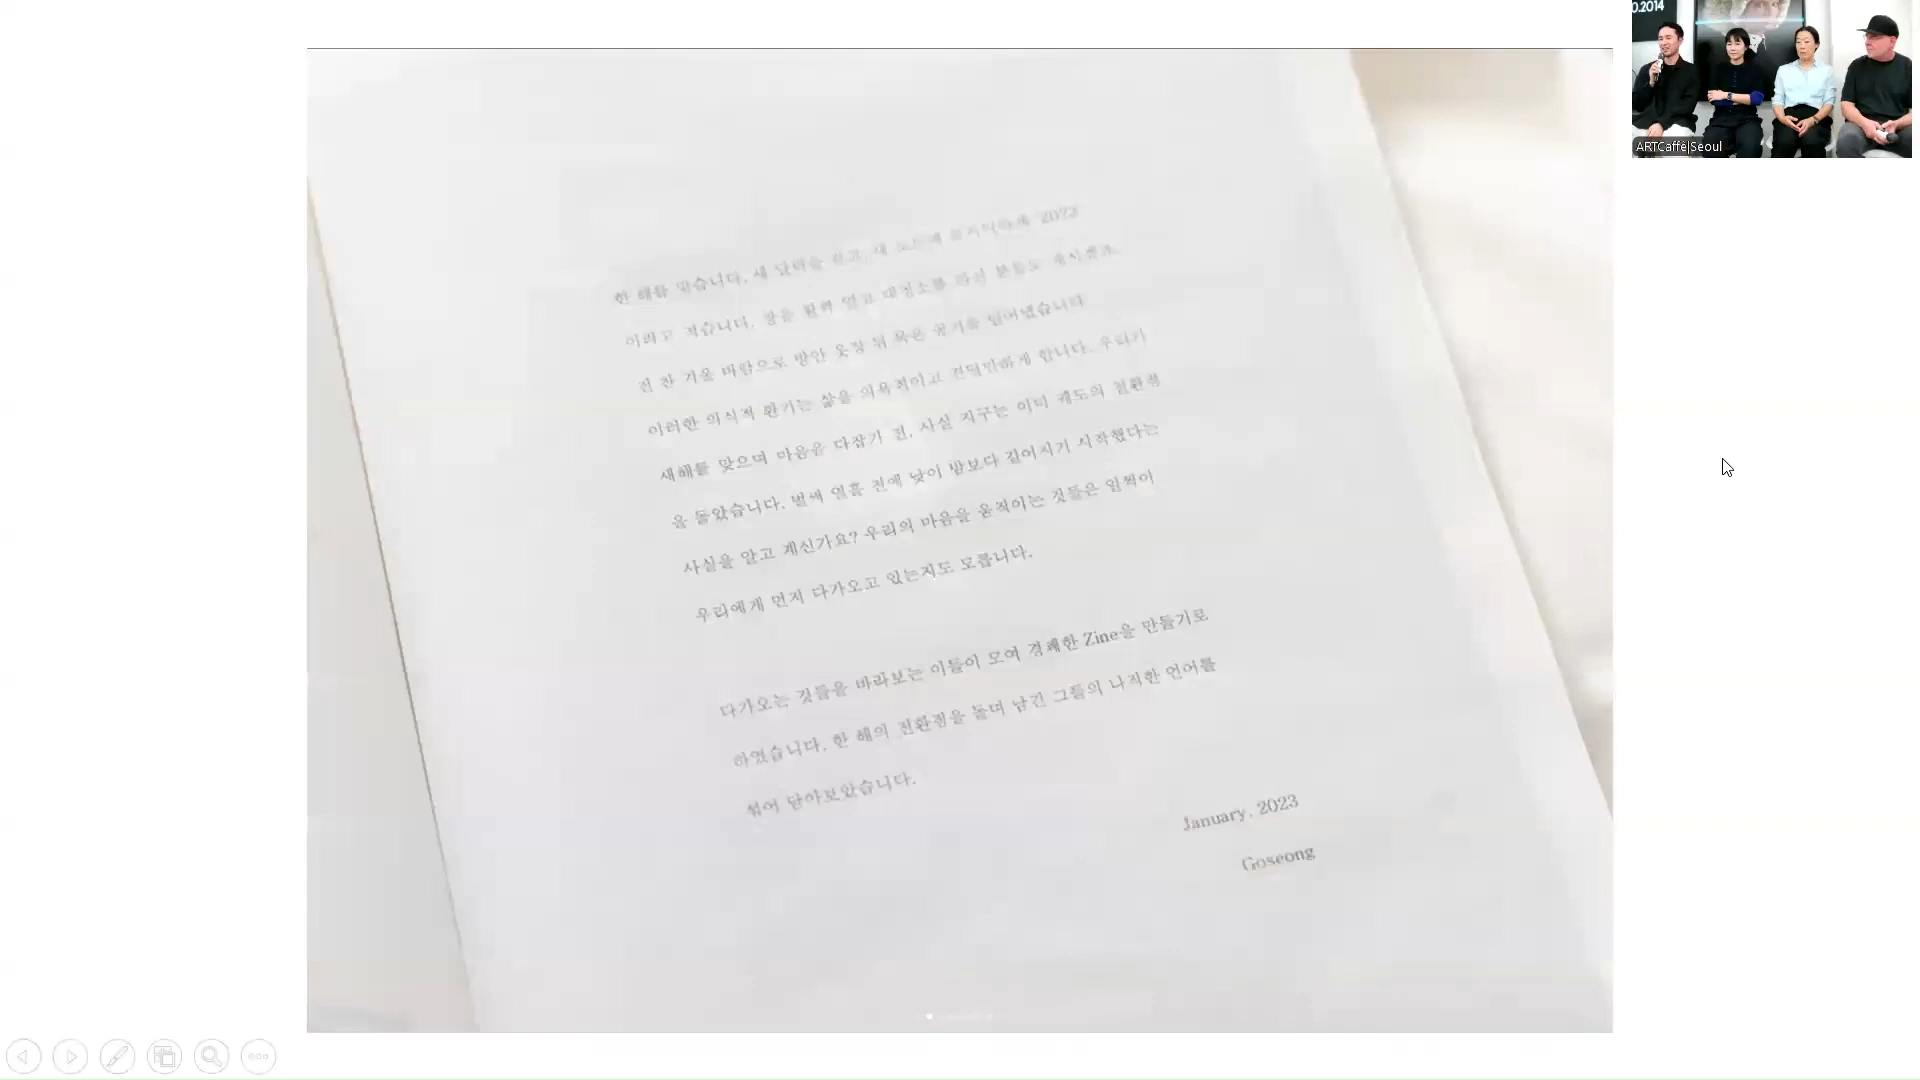 0.2014
ARTCaffè|Seoul
한 해를 맞습니다. 새 달력을 걸고, 새 노트에 2023
이라고 적습니다. 창을 활짝 열고 대청소를 하신 분들도 계시겠죠.
전 찬 겨울 바람으로 방안 옷장 뒤 묵은 공기를 밀어냈습니다.
이러한 의식적 환기는 삶을 의욕적이고 견딜만하게 합니다. 우리가
새해를 맞으며 마음을 다잡기 전, 사실 지구는 이미 궤도의 전환점
을 돌았습니다. 벌써 열흘 전에 낮이 밤보다 길어지기 시작했다는
사실을 알고 계신가요? 우리의 마음을 움직이는 것들은 일찍이
우리에게 먼저 다가오고 있는지도 모릅니다.
다가오는 것들을 바라보는 이들이 모여 경쾌한 Zine을 만들기로
하였습니다. 한 해의 전환점을 돌며 남긴 그들의 나직한 언어를
엮어 담아보았습니다.
January, 2023
Goseong